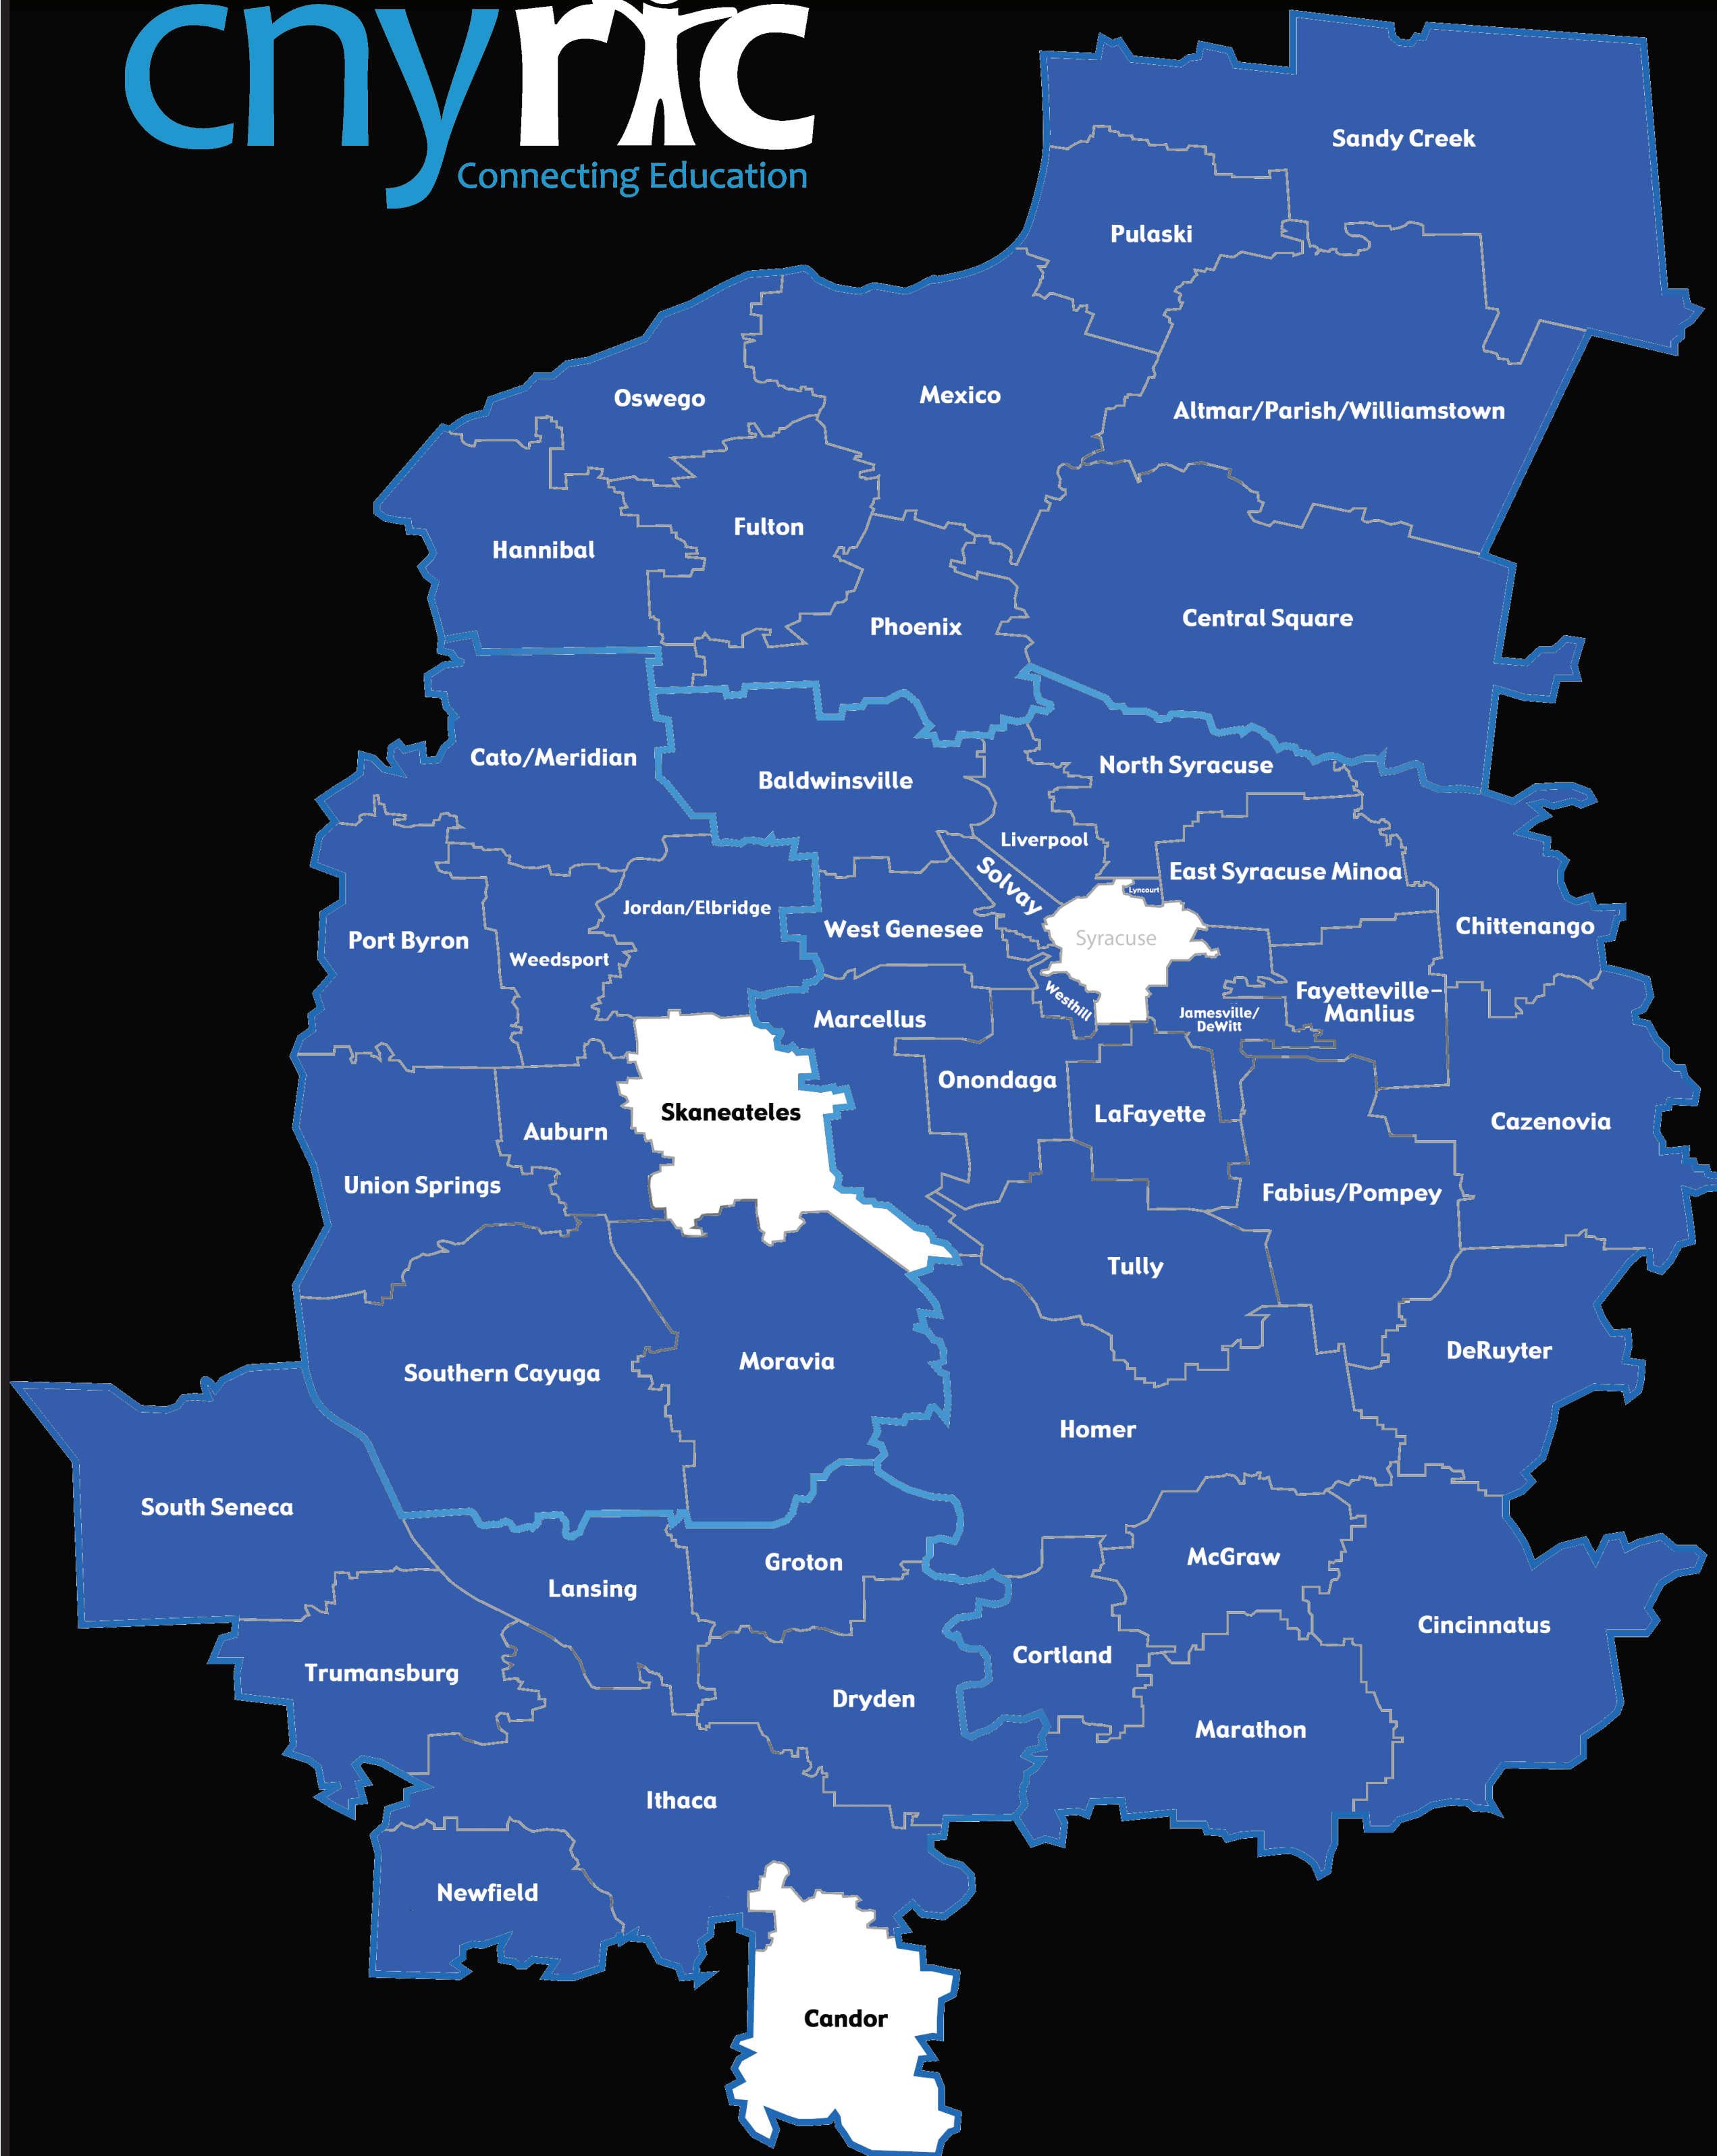 cnyric
Connecting Education
Sandy Creek
Pulaski
Mexico
Oswego
Altmar/Parish/Williamstown
Fulton
Hannibal
Central Square
Phoenix
Cato/Meridian
North Syracuse
Baldwinsville
Liverpool
Solvay
East Syracuse Minoa
Lyncourt
Jordan/Elbridge
Chittenango
West Genesee
Syracuse
Port Byron
Weedsport
Fayetteville-
Manlius
Westhill
Jamesville/
DeWitt
Marcellus
Onondaga
Skaneateles
LaFayette
Cazenovia
Auburn
Union Springs
Fabius/Pompey
Tully
DeRuyter
Moravia
Southern Cayuga
Homer
South Seneca
McGraw
Groton
Lansing
Cincinnatus
Cortland
Trumansburg
Dryden
Marathon
Ithaca
Newfield
Candor